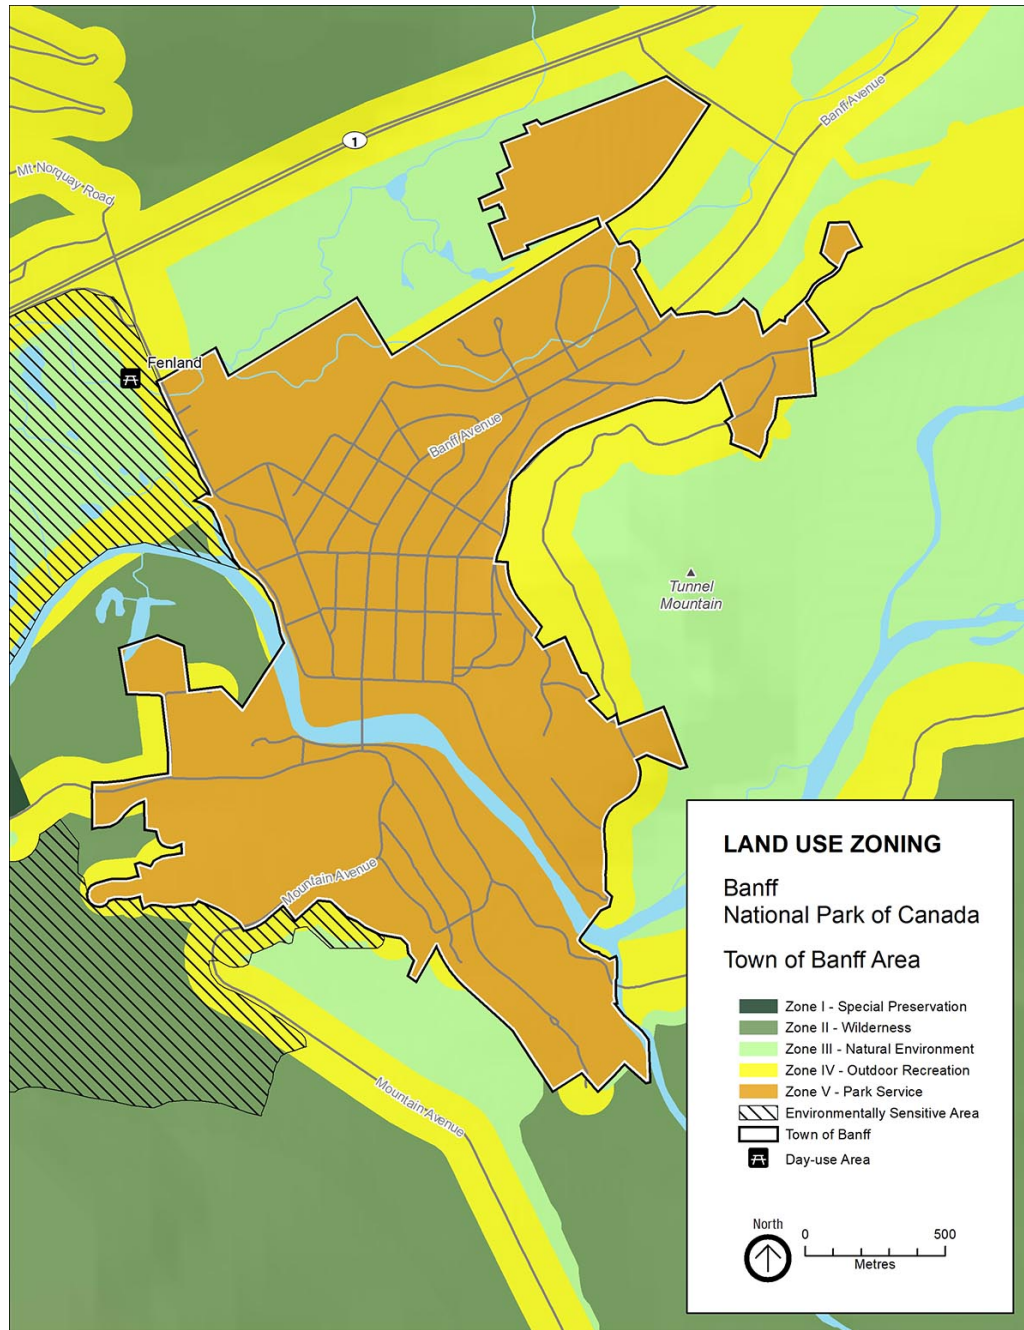 Banff Avenue
1
Mt Norquay Road
Fenland
Banff Avenue
Tunnel
Mountain
Mountain Avenue
Mountain Avenue
LAND USE ZONING
Banff
National Park of Canada
Town of Banff Area
Zone I - Special Preservation
Zone II - Wilderness
Zone III - Natural Environment
Zone IV - Outdoor Recreation
Zone V - Park Service
Environmentally Sensitive Area
Town of Banff
Day-use Area
North
0 500
Metres